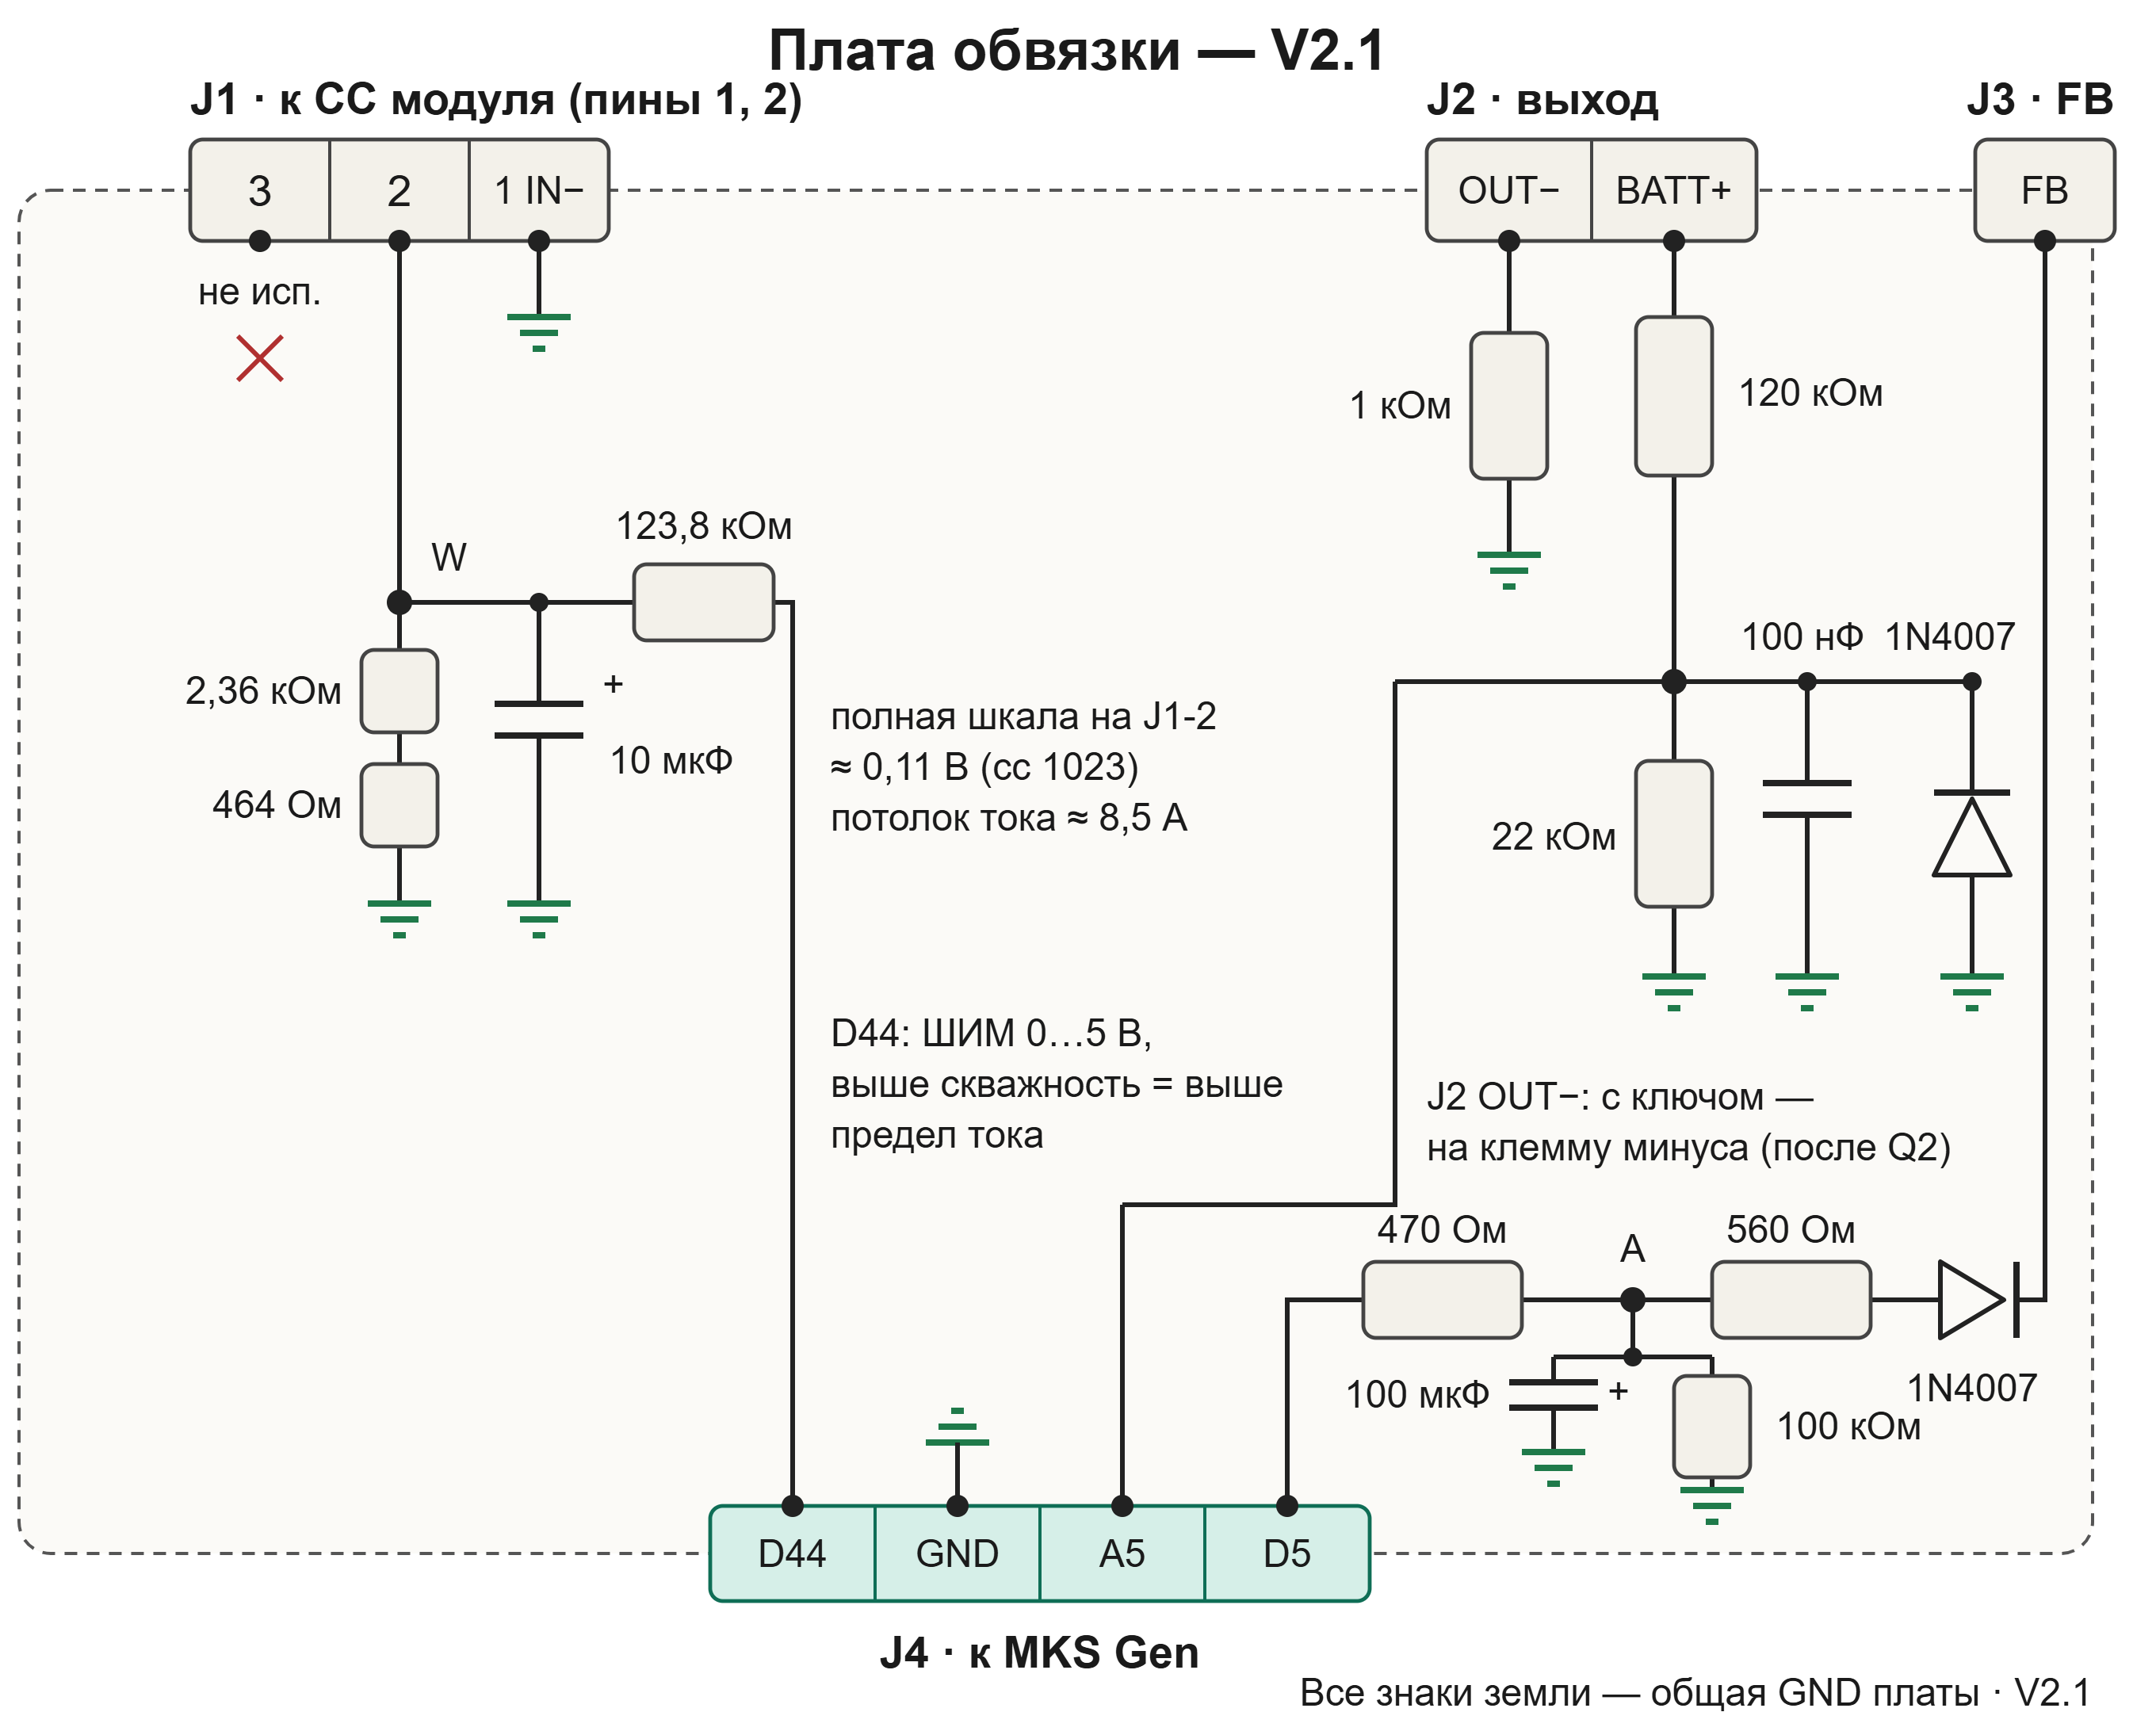 Плата обвязки — V2.1
J1 · к CC модуля (пины 1, 2)
J2 · выход
J3 · FB
3
2
1 IN−
OUT−
BATT+
FB
не исп.
1 кОм
120 кОм
123,8 кОм
W
2,36 кОм
464 Ом
+
10 мкФ
полная шкала на J1-2
≈ 0,11 В (cc 1023)
потолок тока ≈ 8,5 А
100 нФ
1N4007
22 кОм
D44: ШИМ 0…5 В,
выше скважность = выше
предел тока
J2 OUT−: с ключом —
на клемму минуса (после Q2)
470 Ом
A
560 Ом
100 мкФ
+
1N4007
100 кОм
D44
GND
A5
D5
J4 · к MKS Gen
Все знаки земли — общая GND платы · V2.1